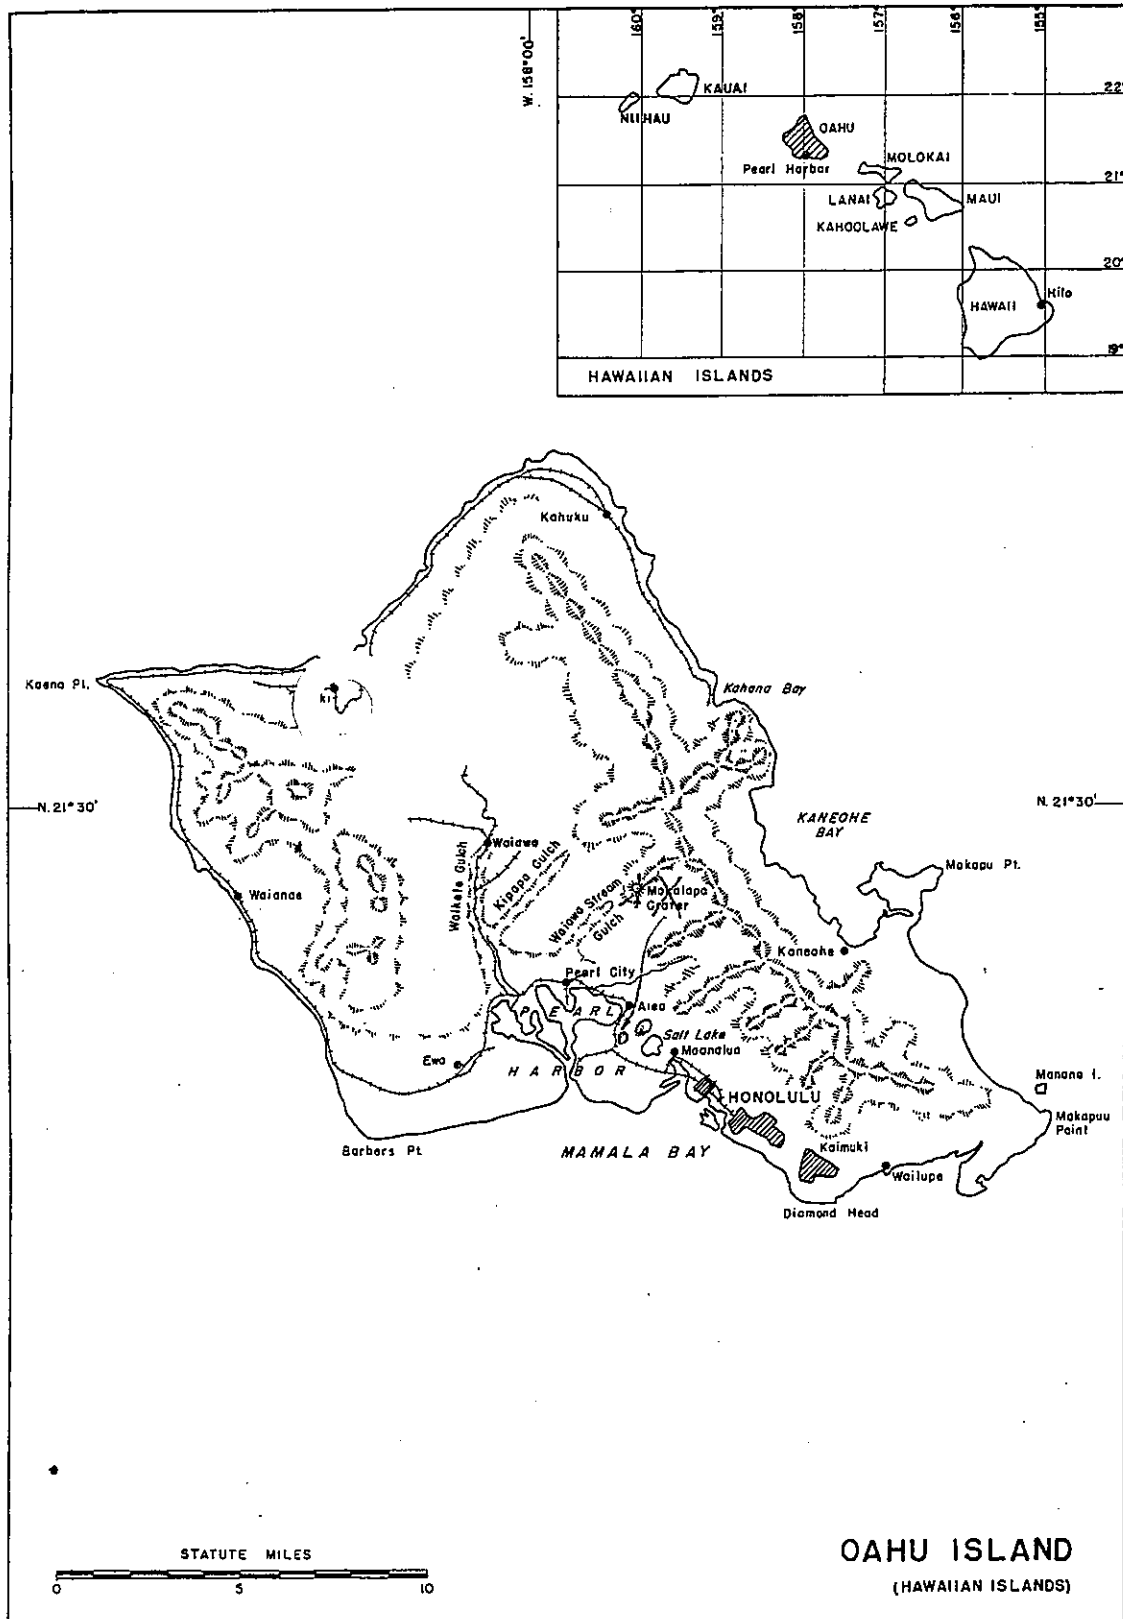 W. 158°00'
160°
159°
158°
157°
156°
155°
22°
21°
20°
19°
KAUAI
NIIHAU
OAHU
Pearl Harbor
MOLOKAI
LANAI
MAUI
KAHOOLAWE
HAWAII
Hilo
HAWAIIAN ISLANDS
Kahuku
Kaena Pt.
ki
Kahana Bay
N. 21°30'
N. 21°30'
KANEOHE
BAY
Makapu Pt.
Waiawa
Waikele Gulch
Kipapa Gulch
Waiawa Stream
Gulch
Makalapa
Crater
Waianae
Kaneohe
Pearl City
PEARL
HARBOR
Aiea
Salt Lake
Moanalua
Ewa
HONOLULU
Manana I.
Makapuu
Point
Barbers Pt.
MAMALA BAY
Kaimuki
Wailupe
Diamond Head
STATUTE MILES
0 5 10
OAHU ISLAND
(HAWAIIAN ISLANDS)